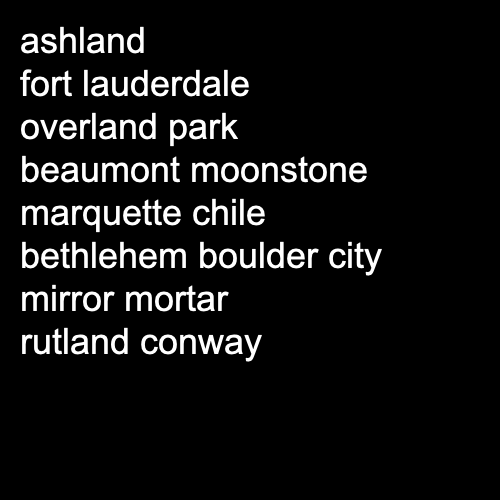 ashland
fort lauderdale
overland park
beaumont moonstone
marquette chile
bethlehem boulder city
mirror mortar
rutland conway